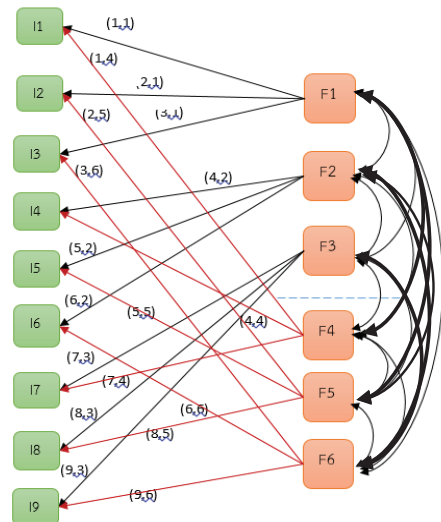 I1
(1,1)
(1,4)
I2
2,1)
F1
(2,5)
(3,1)
I3
(3,6)
F2
(4,2)
I4
F3
(5,2)
I5
(6,2)
(5,5)
(4,4)
I6
F4
(7,3)
(7,4)
I7
F5
(8,3)
(6,6)
(8,5)
I8
F6
(9,3)
(9,6)
I9